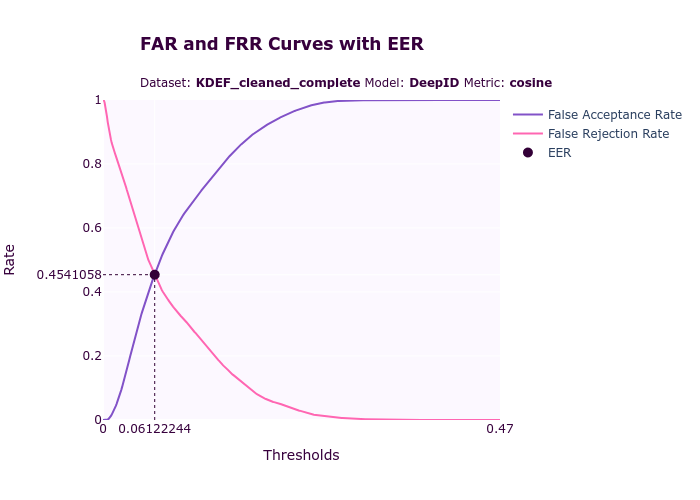 FAR and FRR Curves with EER
Dataset: KDEF_cleaned_complete Model: DeepID Metric: cosine
False Acceptance Rate
False Rejection Rate
EER
Rate
1
0.8
0.6
0.4541058
0.4
0.2
0
0 0.06122244 0.47
Thresholds